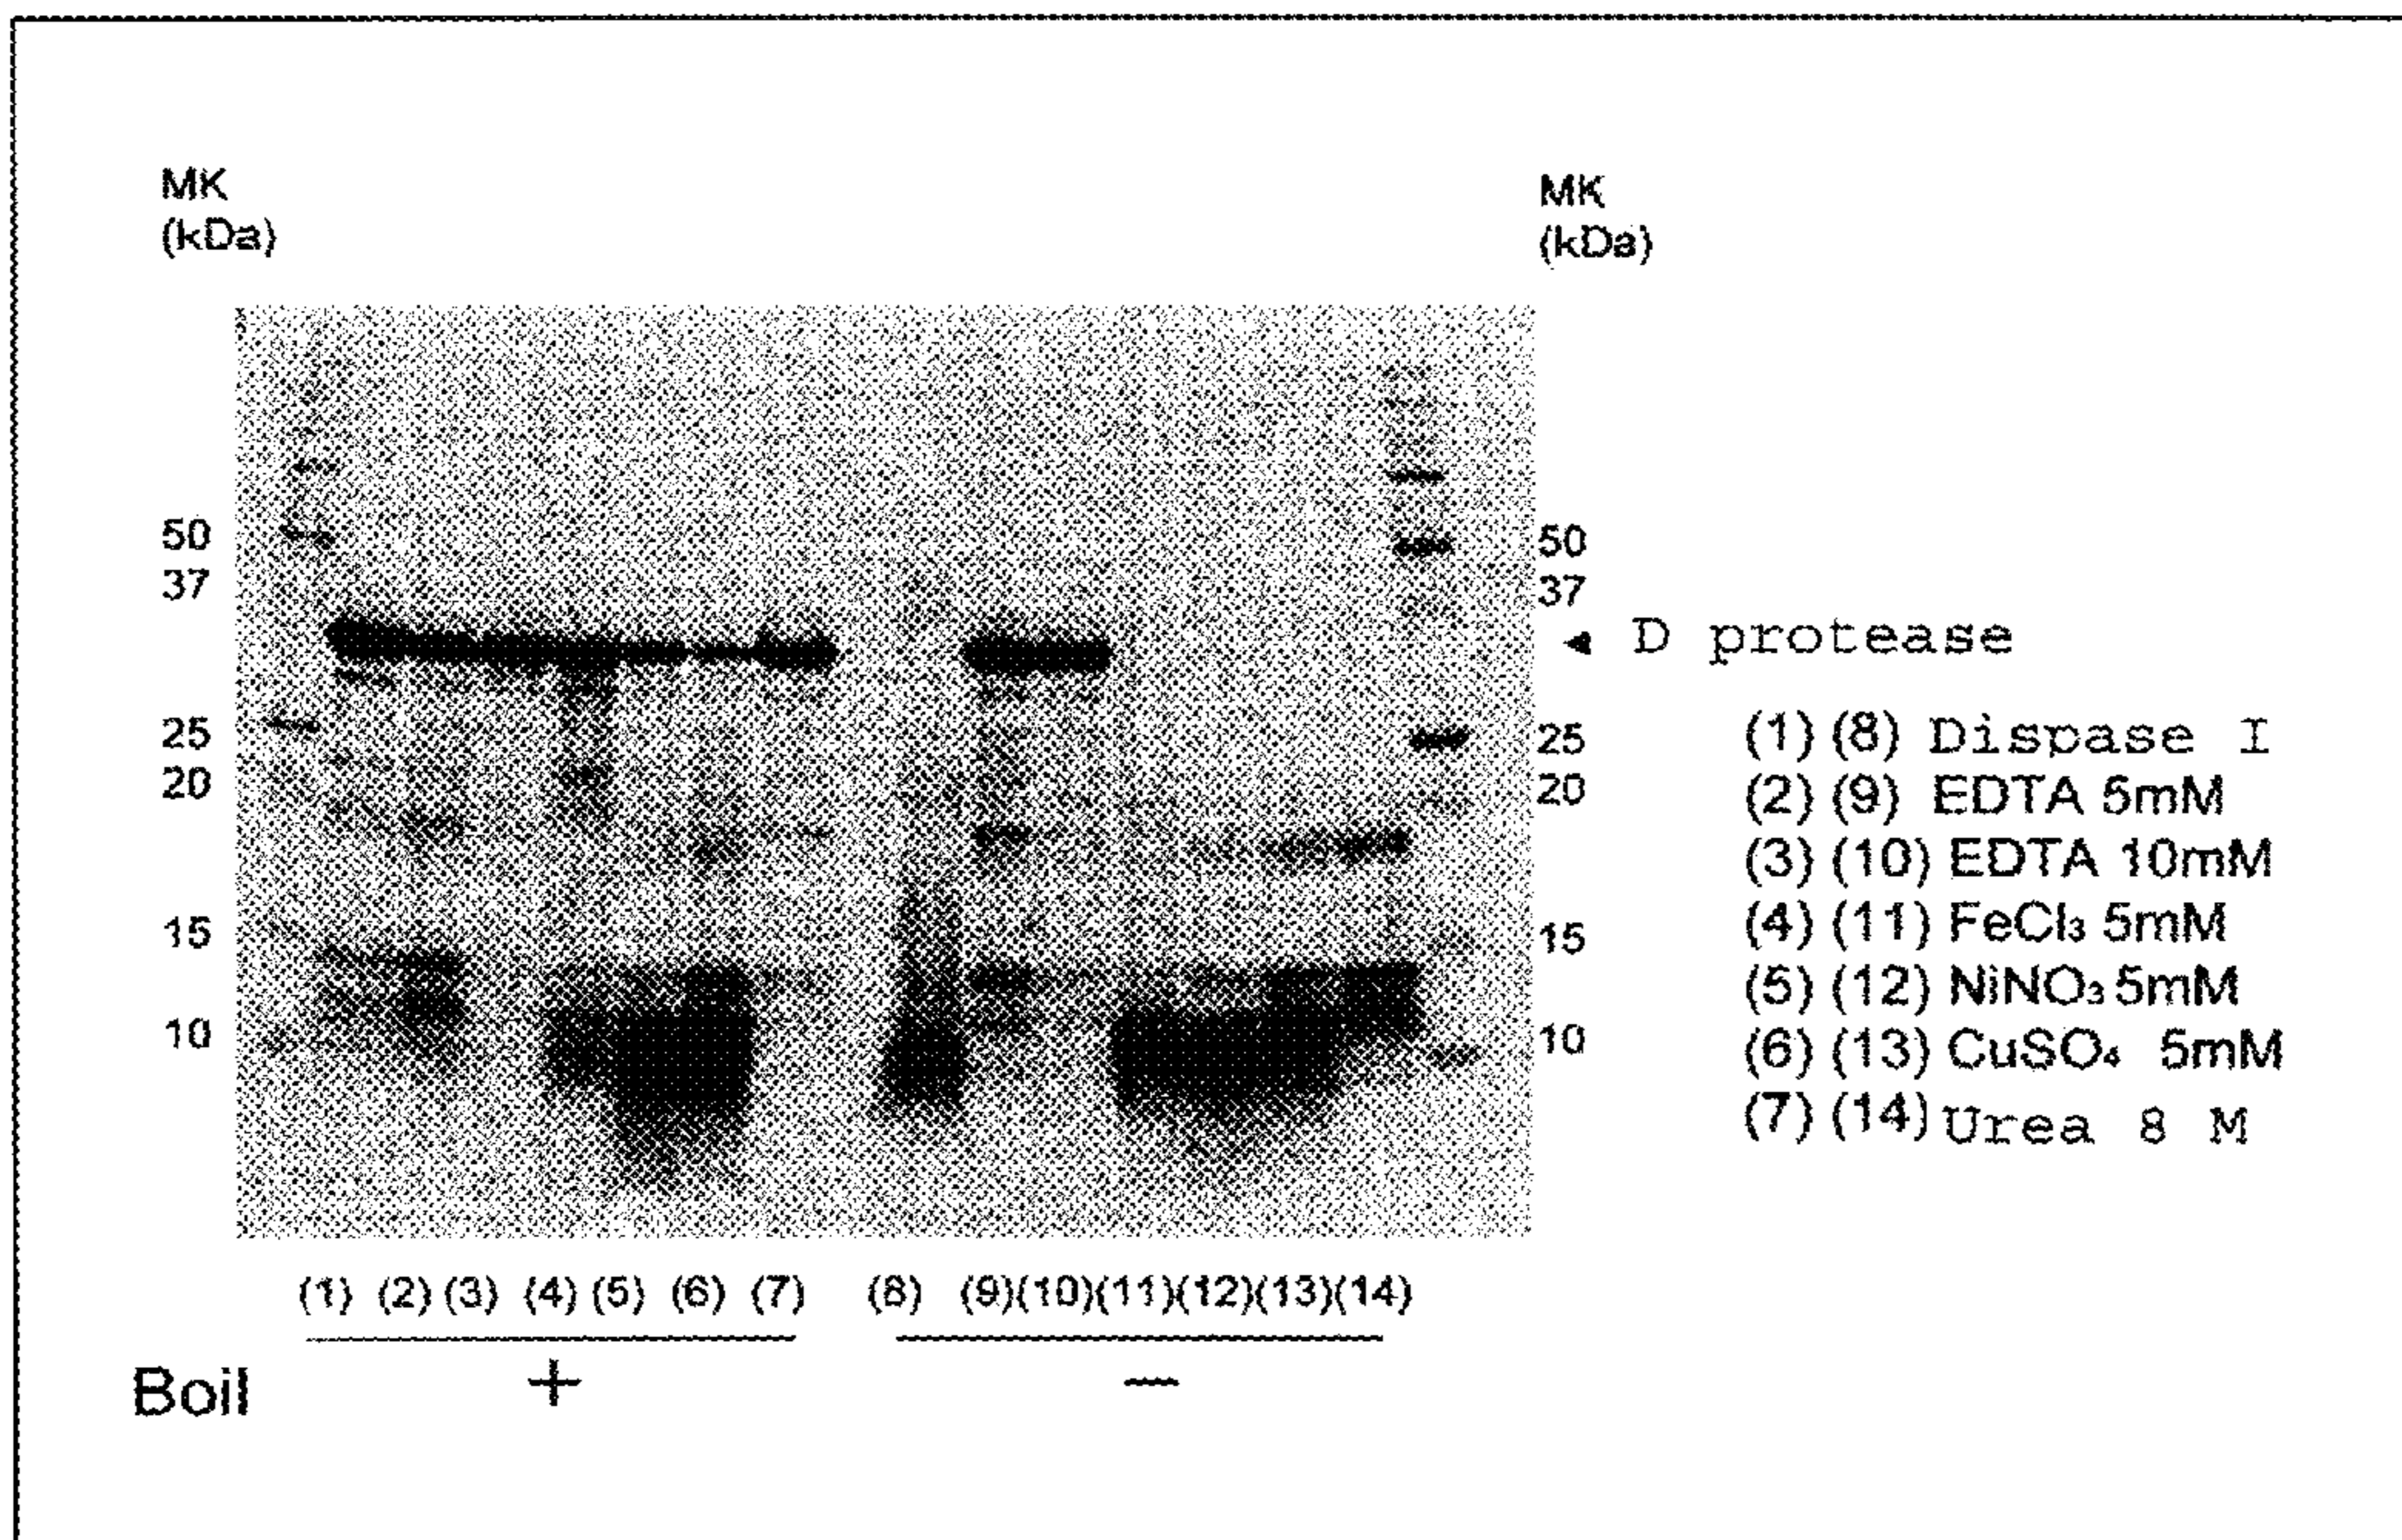 MK
(kDa)
50
37
25
20
15
10
MK
(kDa)
50
37
25
20
15
10
◄ D protease
(1) (8) Dispase I
(2) (9) EDTA 5mM
(3) (10) EDTA 10mM
(4) (11) FeCl₃ 5mM
(5) (12) NiNO₃ 5mM
(6) (13) CuSO₄ 5mM
(7) (14) Urea 8 M
(1) (2) (3) (4) (5) (6) (7) (8) (9)(10)(11)(12)(13)(14)
Boil + −